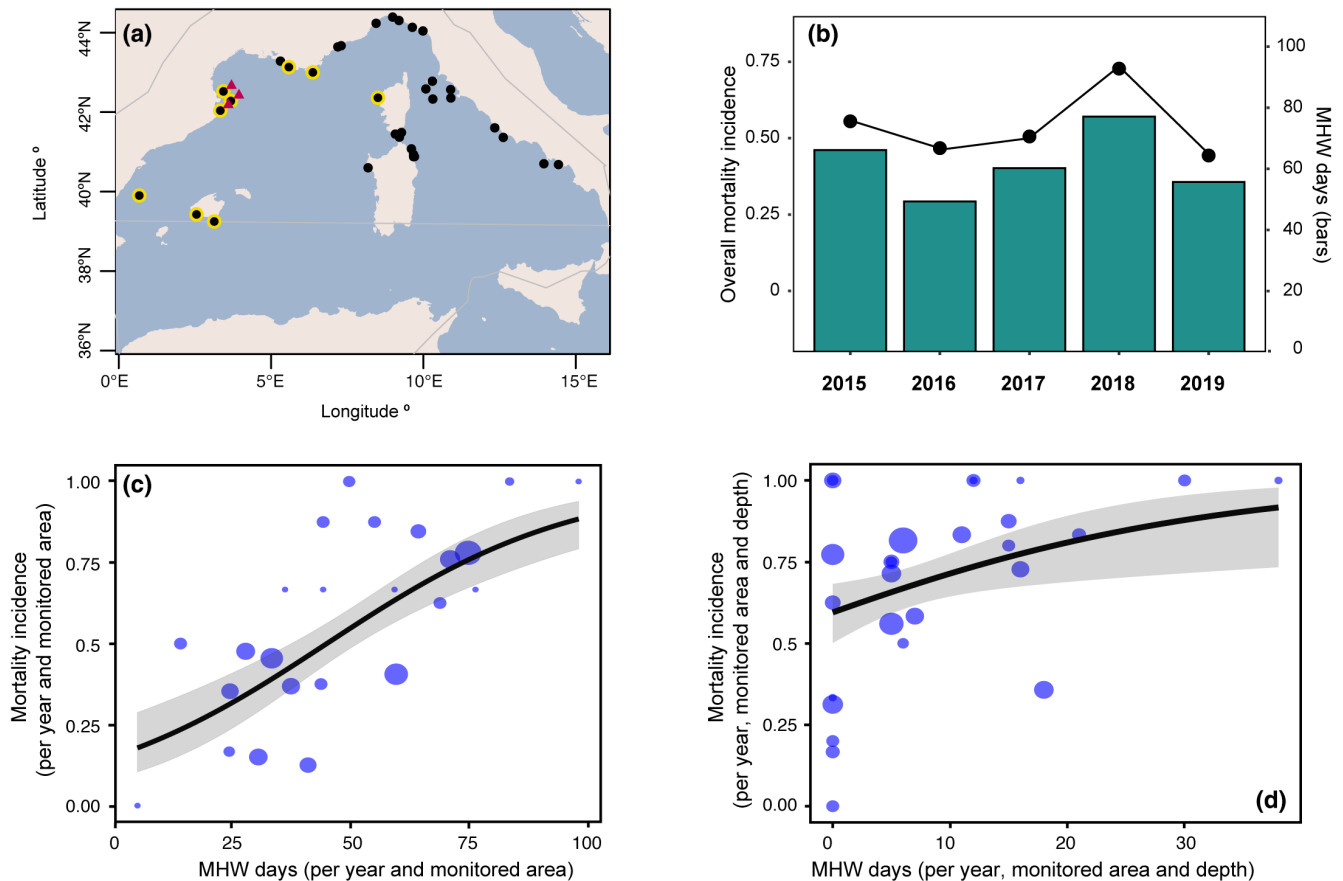 (a)
44°N
42°N
40°N
38°N
36°N
Latitude º
0°E
5°E
10°E
15°E
Longitude º
(b)
0.75
0.50
0.25
0
Overall mortality incidence
100
80
60
40
20
0
MHW days (bars)
2015
2016
2017
2018
2019
(c)
1.00
0.75
0.5
0.25
0.00
Mortality incidence
(per year and monitored area)
0
25
50
75
100
MHW days (per year and monitored area)
(d)
1.00
0.75
0.5
0.25
0.00
Mortality incidence
(per year, monitored area and depth)
0
10
20
30
MHW days (per year, monitored area and depth)